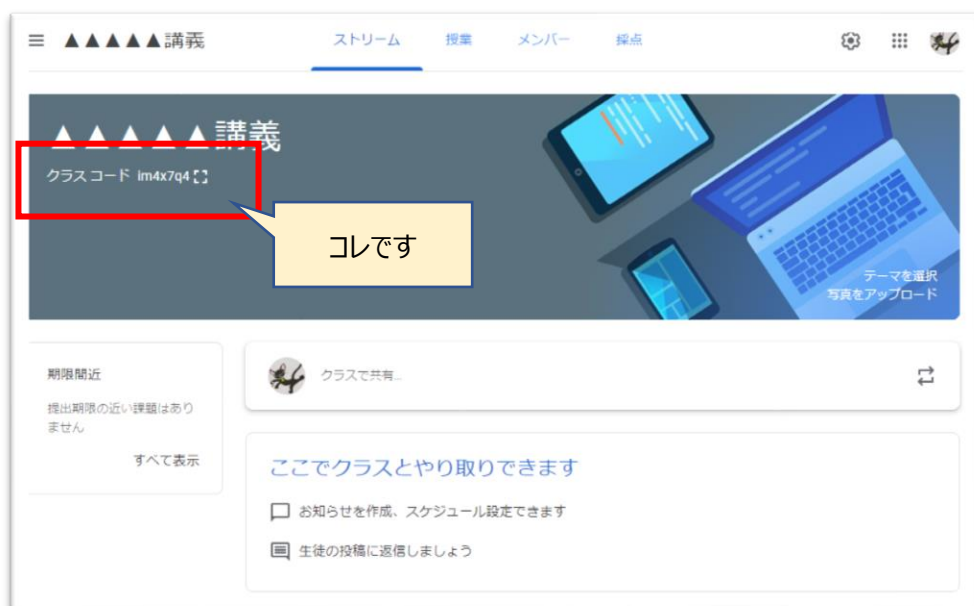 ▲▲▲▲▲講義
ストリーム 授業 メンバー 採点
▲▲▲▲▲講義
クラス コード im4x7q4
コレです
テーマを選択
写真をアップロード
期限間近
提出期限の近い課題はあり
ません
すべて表示
クラスで共有...
ここでクラスとやり取りできます
お知らせを作成、スケジュール設定できます
生徒の投稿に返信しましょう